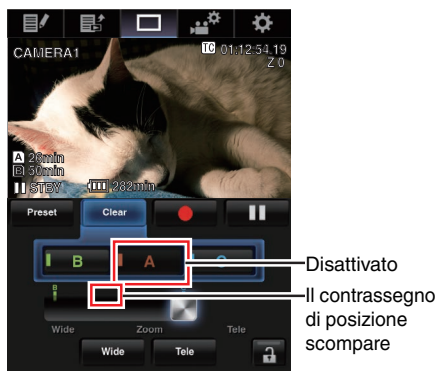 TC 01:12:54.19
CAMERA1
Z 0
A 26min
B 50min
STBY 282min
Preset Clear
B A C
Disattivato
B
Il contrassegno
di posizione
scompare
Wide Zoom Tele
Wide Tele